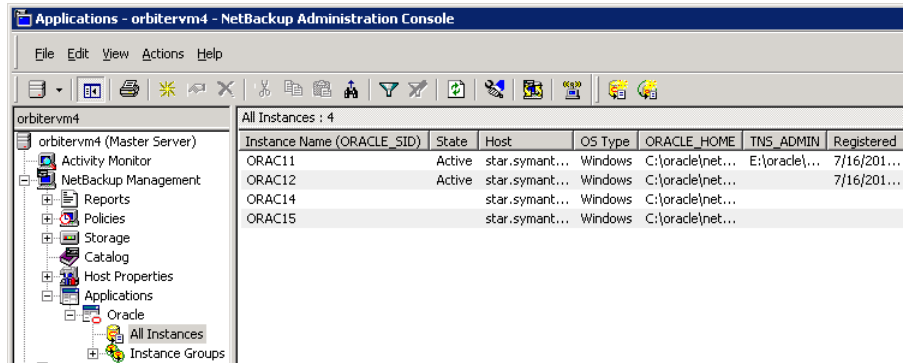 Applications - orbitervm4 - NetBackup Administration Console
File Edit View Actions Help
orbitervm4
All Instances : 4
orbitervm4 (Master Server)
Activity Monitor
NetBackup Management
Reports
Policies
Storage
Catalog
Host Properties
Applications
Oracle
All Instances
Instance Groups
Instance Name (ORACLE_SID) State Host OS Type ORACLE_HOME TNS_ADMIN Registered
ORAC11 Active star.symant... Windows C:\oracle\net... E:\oracle\... 7/16/201...
ORAC12 Active star.symant... Windows C:\oracle\net... 7/16/201...
ORAC14 star.symant... Windows C:\oracle\net...
ORAC15 star.symant... Windows C:\oracle\net...